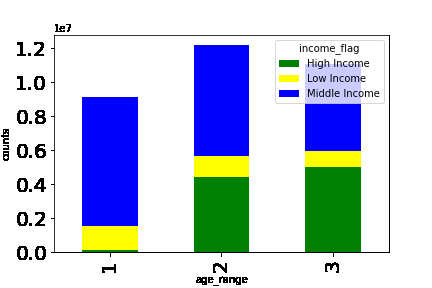 1e7
1.2
1.0
0.8
0.6
0.4
0.2
0.0
counts
income_flag
High Income
Low Income
Middle Income
1
2
3
age_range